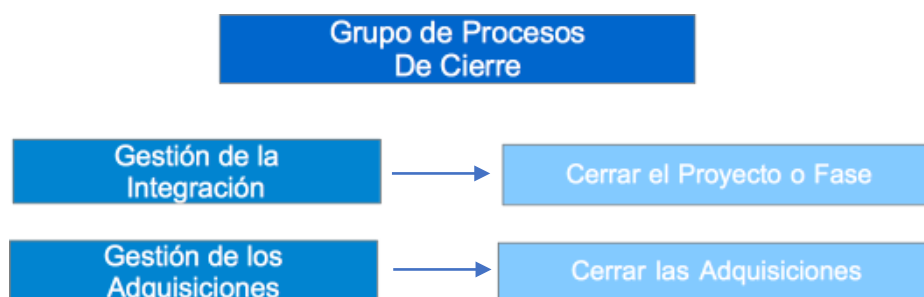 Grupo de Procesos
De Cierre
Gestión de la
Integración
Cerrar el Proyecto o Fase
Gestión de los
Adquisiciones
Cerrar las Adquisiciones